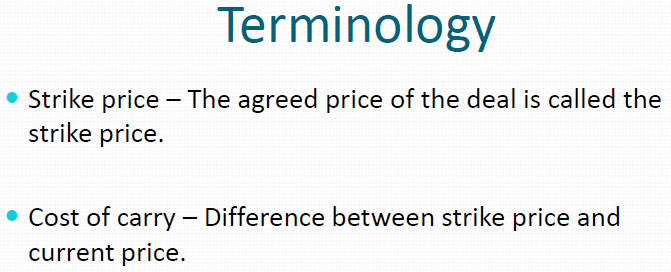 Terminology
• Strike price – The agreed price of the deal is called the
strike price.
• Cost of carry – Difference between strike price and
current price.